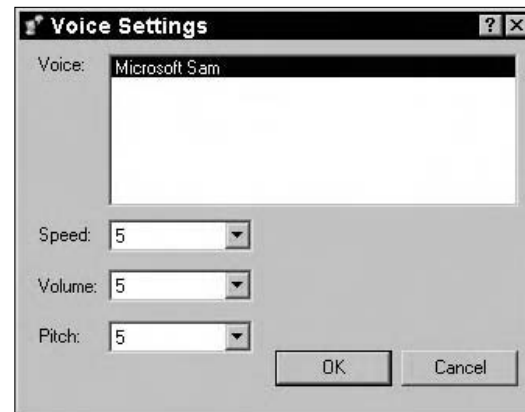 Voice Settings
Voice: Microsoft Sam
Speed: 5
Volume: 5
Pitch: 5
OK Cancel